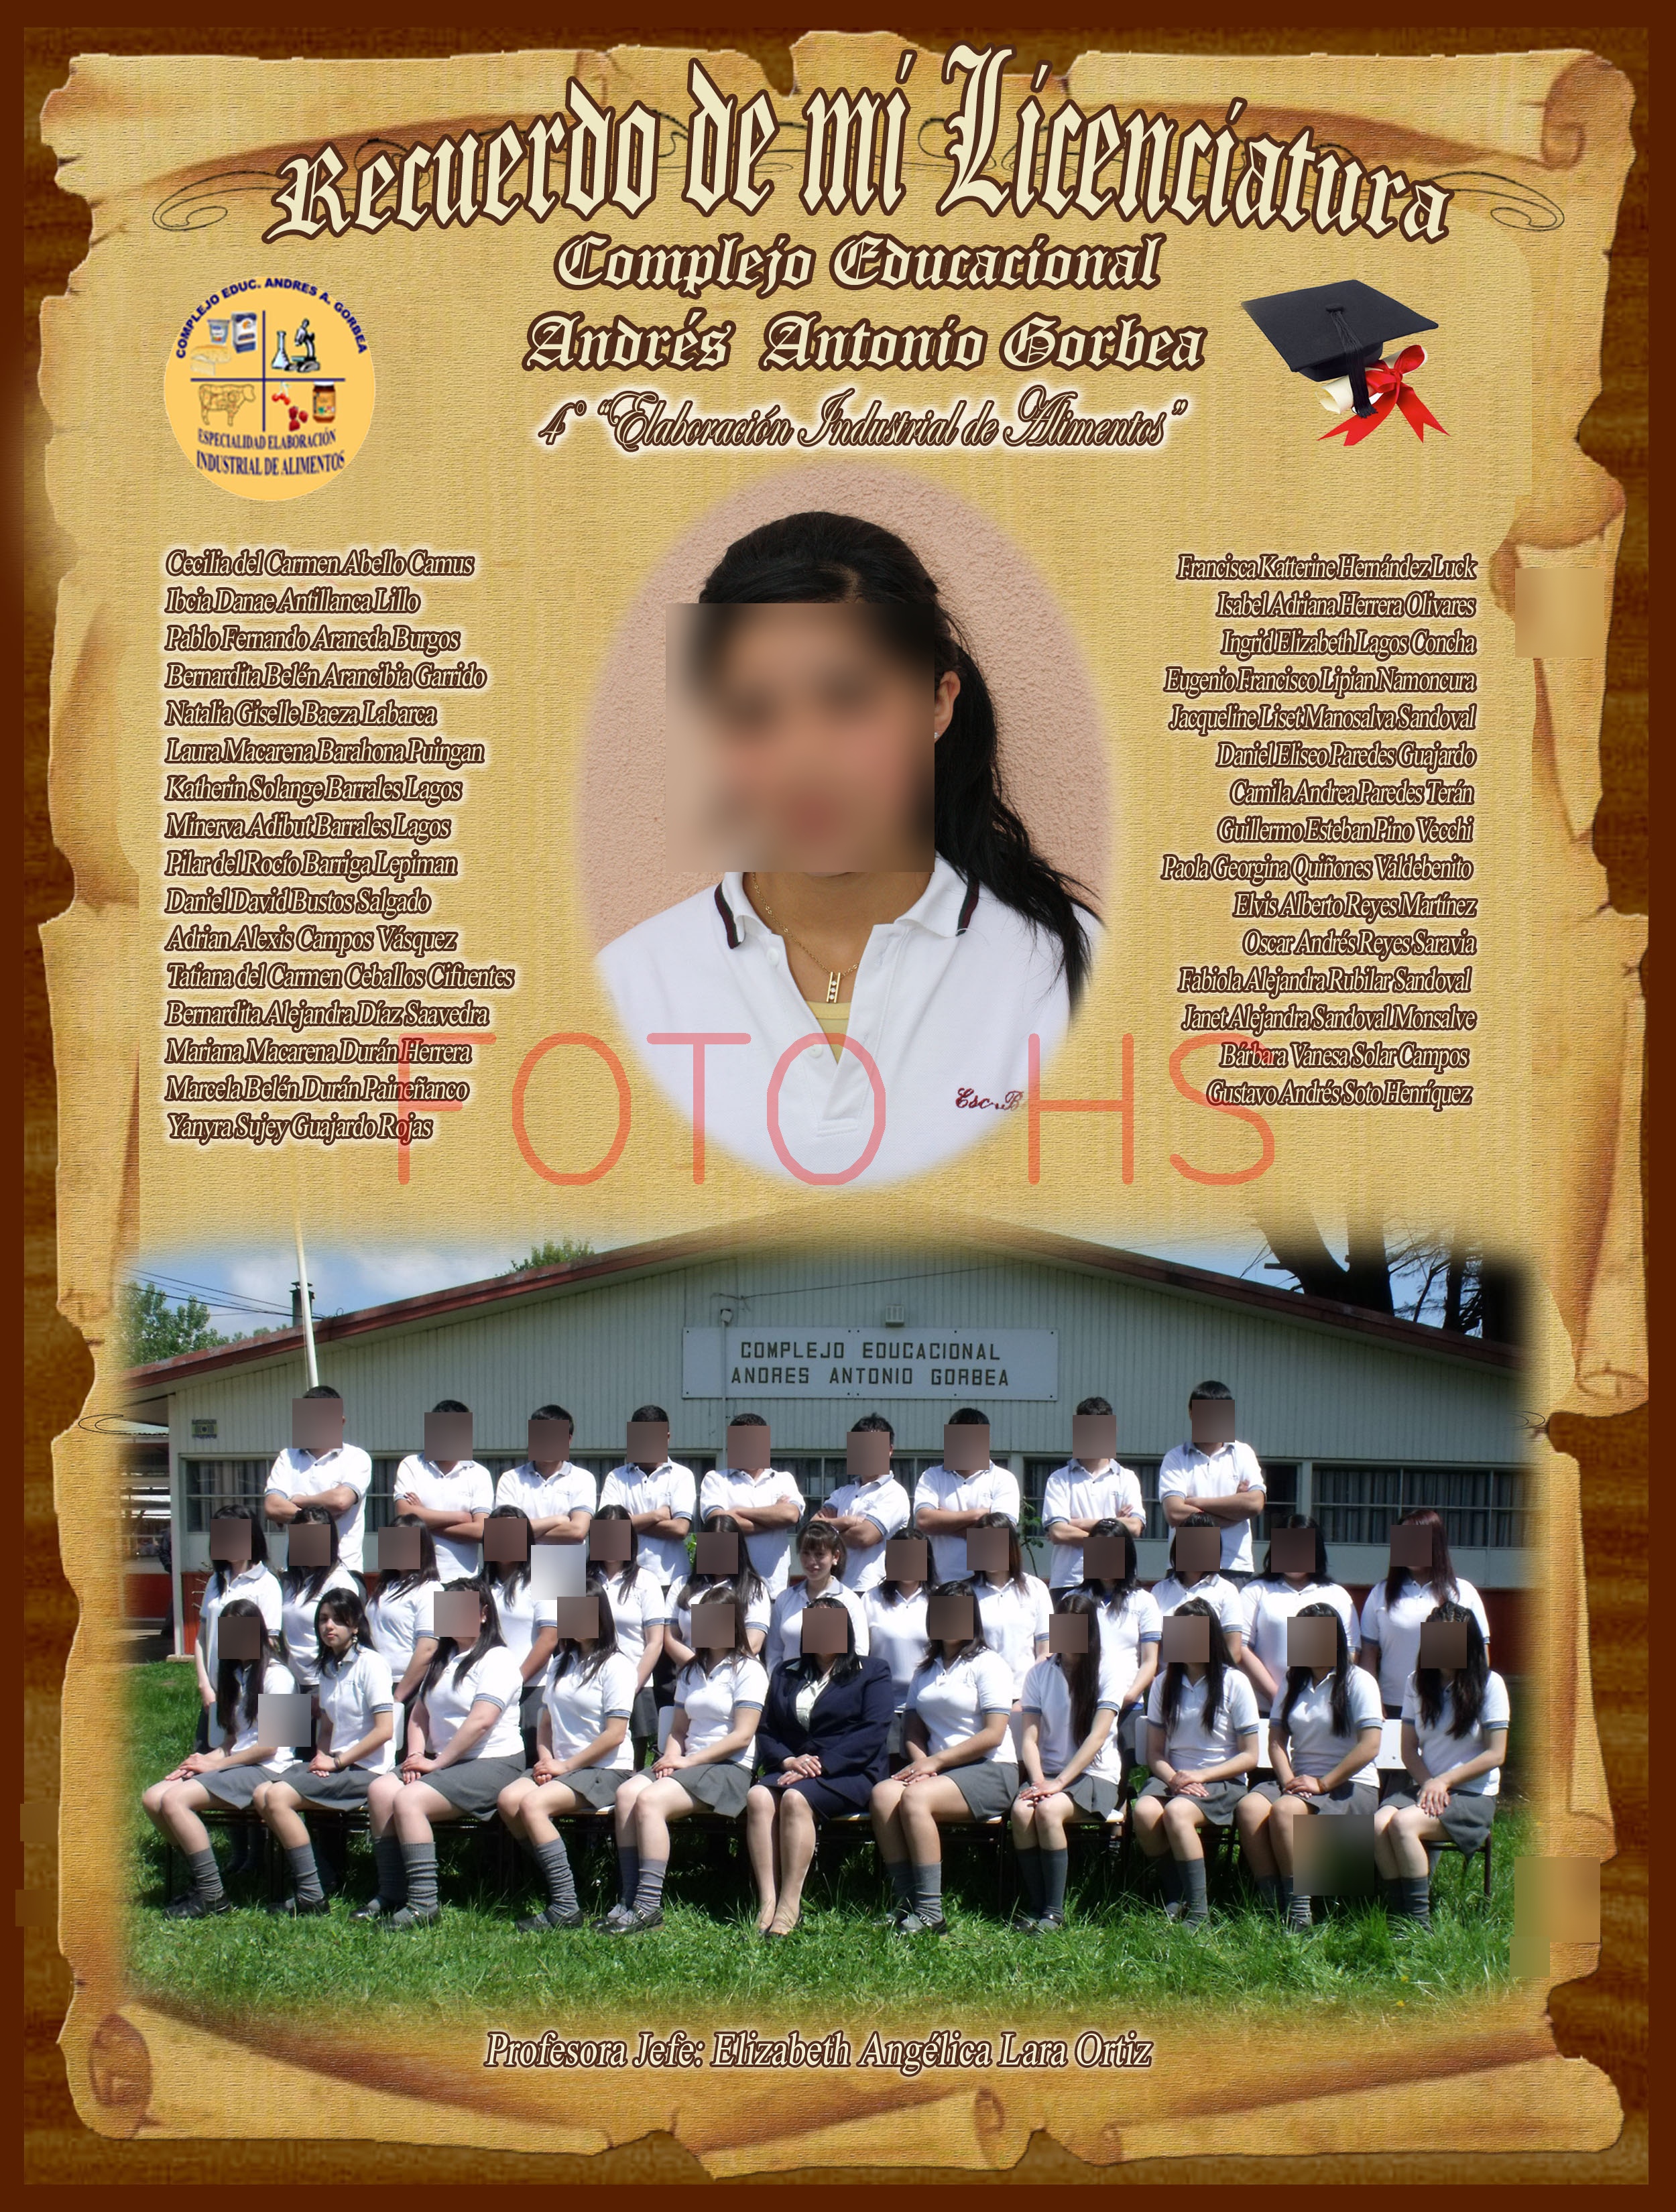 Recuerdo de mi Licenciatura
Complejo Educacional
Andrés Antonio Gorbea
4° "Elaboración Industrial de Alimentos"
COMPLEJO EDUC. ANDRES A. GORBEA
ESPECIALIDAD ELABORACIÓN
INDUSTRIAL DE ALIMENTOS
Cecilia del Carmen Abello Camus
Ibcia Danae Antillanca Lillo
Pablo Fernando Araneda Burgos
Bernardita Belén Arancibia Garrido
Natalia Giselle Baeza Labarca
Laura Macarena Barahona Puingan
Katherin Solange Barrales Lagos
Minerva Adibut Barrales Lagos
Pilar del Rocío Barriga Lepiman
Daniel David Bustos Salgado
Adrian Alexis Campos Vásquez
Tatiana del Carmen Ceballos Cifuentes
Bernardita Alejandra Díaz Saavedra
Mariana Macarena Durán Herrera
Marcela Belén Durán Paineñanco
Yanyra Sujey Guajardo Rojas
Francisca Katterine Hernández Luck
Isabel Adriana Herrera Olivares
Ingrid Elizabeth Lagos Concha
Eugenio Francisco Lipian Namoncura
Jacqueline Liset Manosalva Sandoval
Daniel Eliseo Paredes Guajardo
Camila Andrea Paredes Terán
Guillermo Esteban Pino Vecchi
Paola Georgina Quiñones Valdebenito
Elvis Alberto Reyes Martínez
Oscar Andrés Reyes Saravia
Fabiola Alejandra Rubilar Sandoval
Janet Alejandra Sandoval Monsalve
Bárbara Vanesa Solar Campos
Gustavo Andrés Soto Henríquez
Esc. B
FOTO HS
COMPLEJO EDUCACIONAL
ANDRES ANTONIO GORBEA
Profesora Jefe: Elizabeth Angélica Lara Ortiz